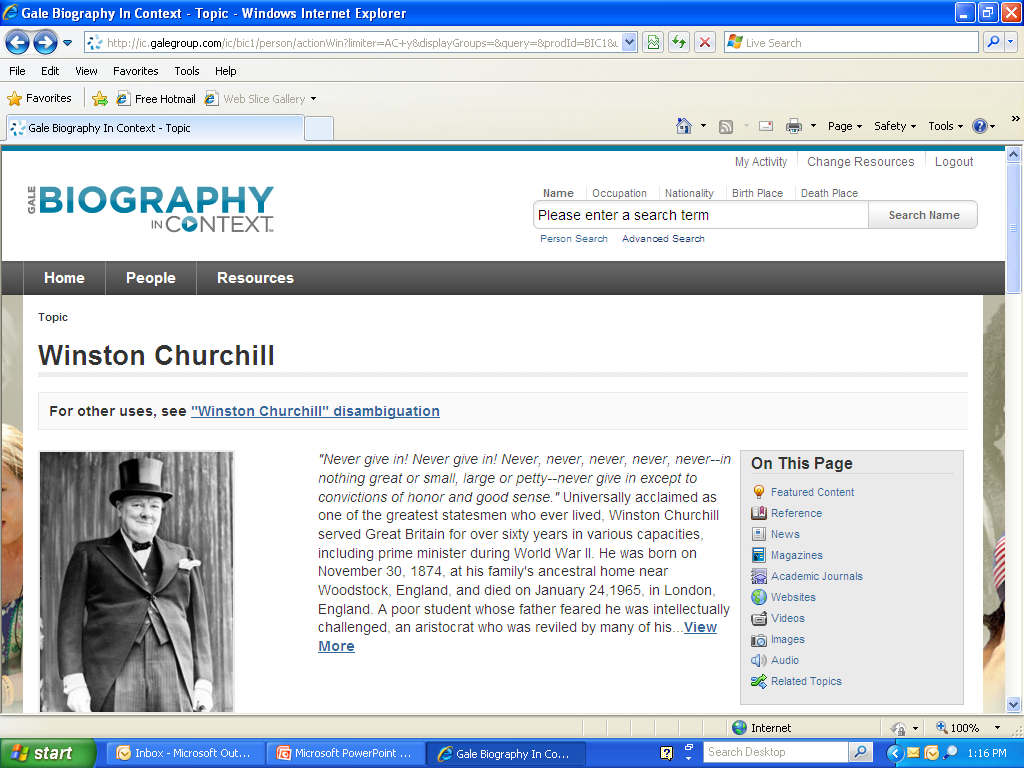 Gale Biography In Context - Topic - Windows Internet Explorer
http://ic.galegroup.com/ic/bic1/person/actionWin?limiter=AC+y&displayGroups=&query=&prodId=BIC1&u
Live Search
File Edit View Favorites Tools Help
Favorites Free Hotmail Web Slice Gallery
Gale Biography In Context - Topic
Page Safety Tools
My Activity Change Resources Logout
GALE BIOGRAPHY
IN CONTEXT
Name Occupation Nationality Birth Place Death Place
Please enter a search term Search Name
Person Search Advanced Search
Home People Resources
Topic
Winston Churchill
For other uses, see "Winston Churchill" disambiguation
"Never give in! Never give in! Never, never, never, never, never--in
nothing great or small, large or petty--never give in except to
convictions of honor and good sense." Universally acclaimed as
one of the greatest statesmen who ever lived, Winston Churchill
served Great Britain for over sixty years in various capacities,
including prime minister during World War II. He was born on
November 30, 1874, at his family's ancestral home near
Woodstock, England, and died on January 24,1965, in London,
England. A poor student whose father feared he was intellectually
challenged, an aristocrat who was reviled by many of his...View
More
On This Page
Featured Content
Reference
News
Magazines
Academic Journals
Websites
Videos
Images
Audio
Related Topics
Internet 100%
start Inbox - Microsoft Out... Microsoft PowerPoint ... Gale Biography In Co... Search Desktop 1:16 PM